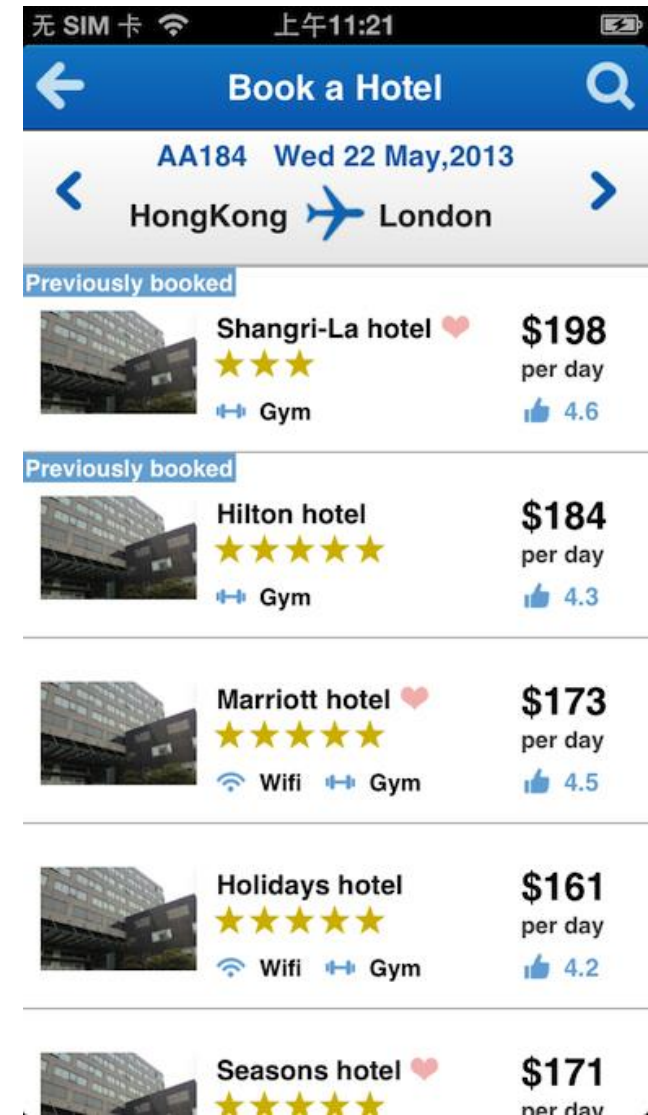 无 SIM 卡 上午11:21
Book a Hotel
AA184 Wed 22 May,2013
HongKong London
Previously booked
Shangri-La hotel $198
per day
Gym 4.6
Previously booked
Hilton hotel $184
per day
Gym 4.3
Marriott hotel $173
per day
Wifi Gym 4.5
Holidays hotel $161
per day
Wifi Gym 4.2
Seasons hotel $171
per day